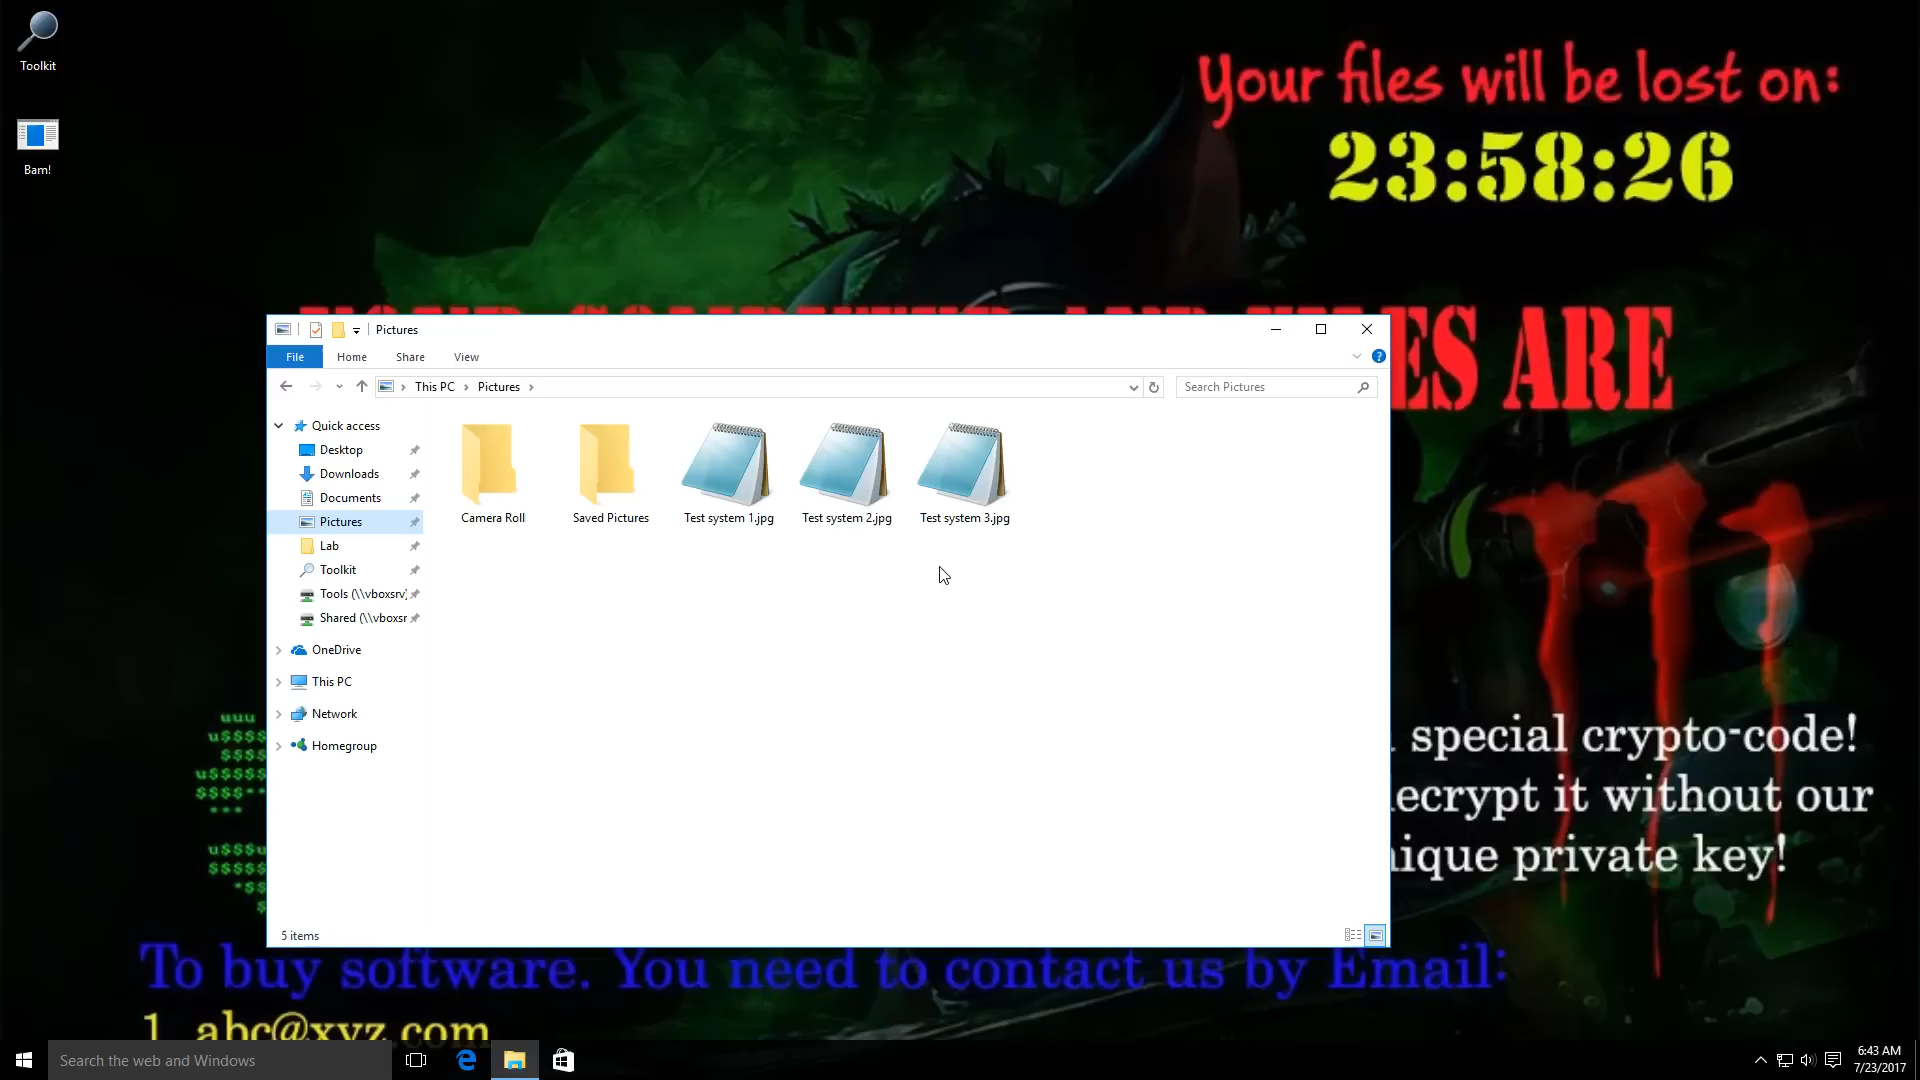 Toolkit
Bam!
Your files will be lost on:
23:58:26
ARE
Pictures
File Home Share View
This PC Pictures
Search Pictures
Quick access
Desktop
Downloads
Documents
Pictures
Lab
Toolkit
Tools (\\vboxsrv)
Shared (\\vboxsr
OneDrive
This PC
Network
Homegroup
Camera Roll
Saved Pictures
Test system 1.jpg
Test system 2.jpg
Test system 3.jpg
5 items
uuu
u$$$$
$$$$
u$$$$$
$$$$**
***
u$$$u
$$$$$
*$$
$
special crypto-code!
ecrypt it without our
nique private key!
To buy software. You need to contact us by Email:
1. abc@xyz.com
Search the web and Windows
6:43 AM
7/23/2017